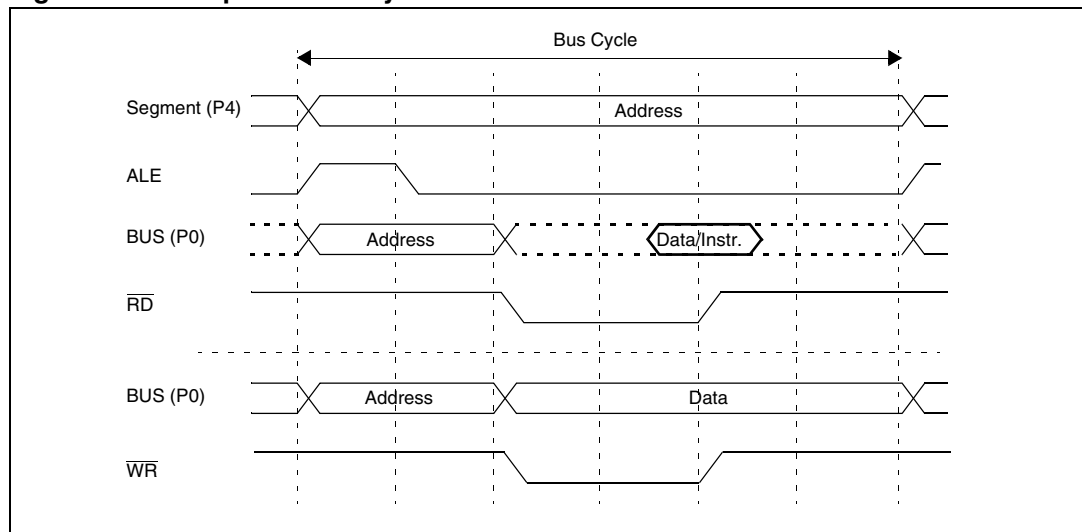 Bus Cycle
Segment (P4)
Address
ALE
BUS (P0)
Address
Data/Instr.
RD
BUS (P0)
Address
Data
WR